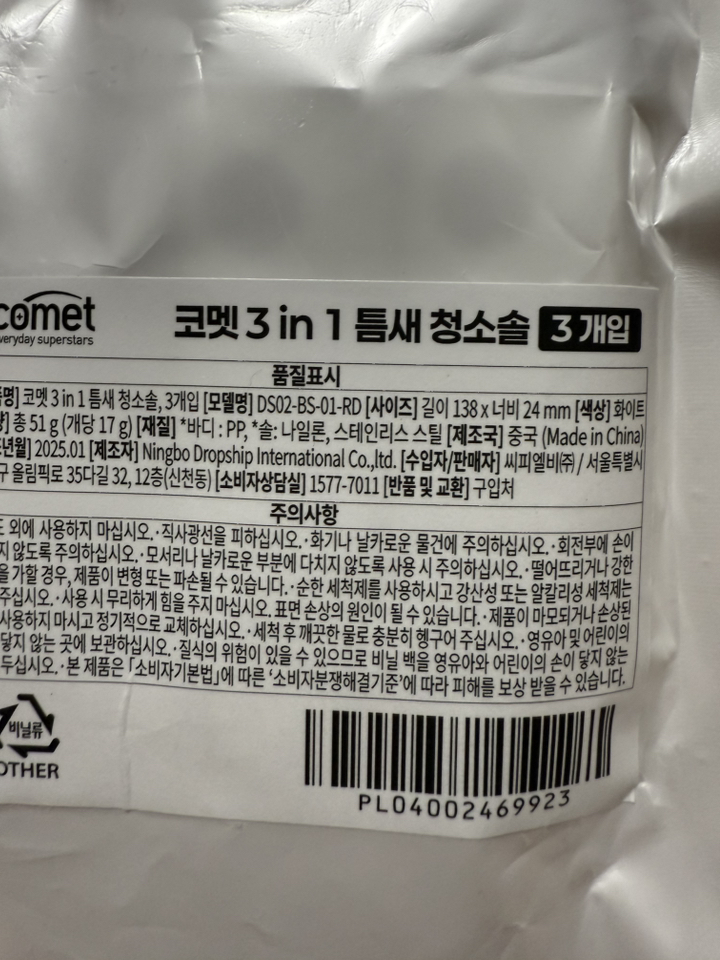 comet
everyday superstars
코멧 3 in 1 틈새 청소솔 3개입
품질표시
명] 코멧 3 in 1 틈새 청소솔, 3개입 [모델명] DS02-BS-01-RD [사이즈] 길이 138 x 너비 24 mm [색상] 화이트
총 51 g (개당 17 g) [재질] *바디 : PP, *솔: 나일론, 스테인리스 스틸 [제조국] 중국 (Made in China)
년월] 2025.01 [제조자] Ningbo Dropship International Co.,ltd. [수입자/판매자] 씨피엘비㈜ / 서울특별시
구 올림픽로 35다길 32, 12층(신천동) [소비자상담실] 1577-7011 [반품 및 교환] 구입처
주의사항
외에 사용하지 마십시오.·직사광선을 피하십시오.·화기나 날카로운 물건에 주의하십시오.·회전부에 손이
지 않도록 주의하십시오.·모서리나 날카로운 부분에 다치지 않도록 사용 시 주의하십시오.·떨어뜨리거나 강한
을 가할 경우, 제품이 변형 또는 파손될 수 있습니다.·순한 세척제를 사용하시고 강산성 또는 알칼리성 세척제는
주십시오.·사용 시 무리하게 힘을 주지 마십시오. 표면 손상의 원인이 될 수 있습니다.·제품이 마모되거나 손상된
사용하지 마시고 정기적으로 교체하십시오.·세척 후 깨끗한 물로 충분히 헹구어 주십시오.·영유아 및 어린이의
닿지 않는 곳에 보관하십시오.·질식의 위험이 있을 수 있으므로 비닐 백을 영유아와 어린이의 손이 닿지 않는
두십시오.·본 제품은 「소비자기본법」에 따른 '소비자분쟁해결기준'에 따라 피해를 보상 받을 수 있습니다.
비닐류
OTHER
PL04002469923